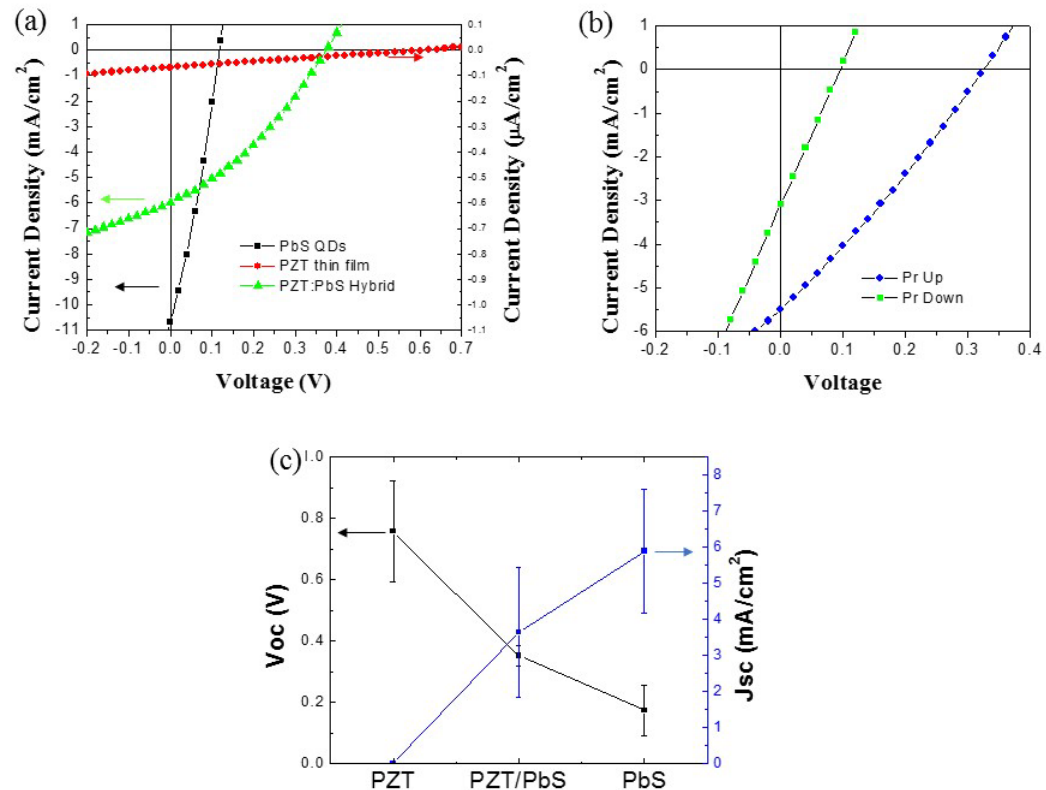 (a)
Current Density (mA/cm²)
1
0
-1
-2
-3
-4
-5
-6
-7
-8
-9
-10
-11
0.1
0.0
-0.1
-0.2
-0.3
-0.4
-0.5
-0.6
-0.7
-0.8
-0.9
-1.0
-1.1
Current Density (μA/cm²)
PbS QDs
PZT thin film
PZT:PbS Hybrid
-0.2 -0.1 0.0 0.1 0.2 0.3 0.4 0.5 0.6 0.7
Voltage (V)
(b)
Current Density (mA/cm²)
1
0
-1
-2
-3
-4
-5
-6
Pr Up
Pr Down
-0.2 -0.1 0.0 0.1 0.2 0.3 0.4
Voltage
(c)
Voc (V)
1.0
0.8
0.6
0.4
0.2
0.0
8
7
6
5
4
3
2
1
0
Jsc (mA/cm²)
PZT PZT/PbS PbS